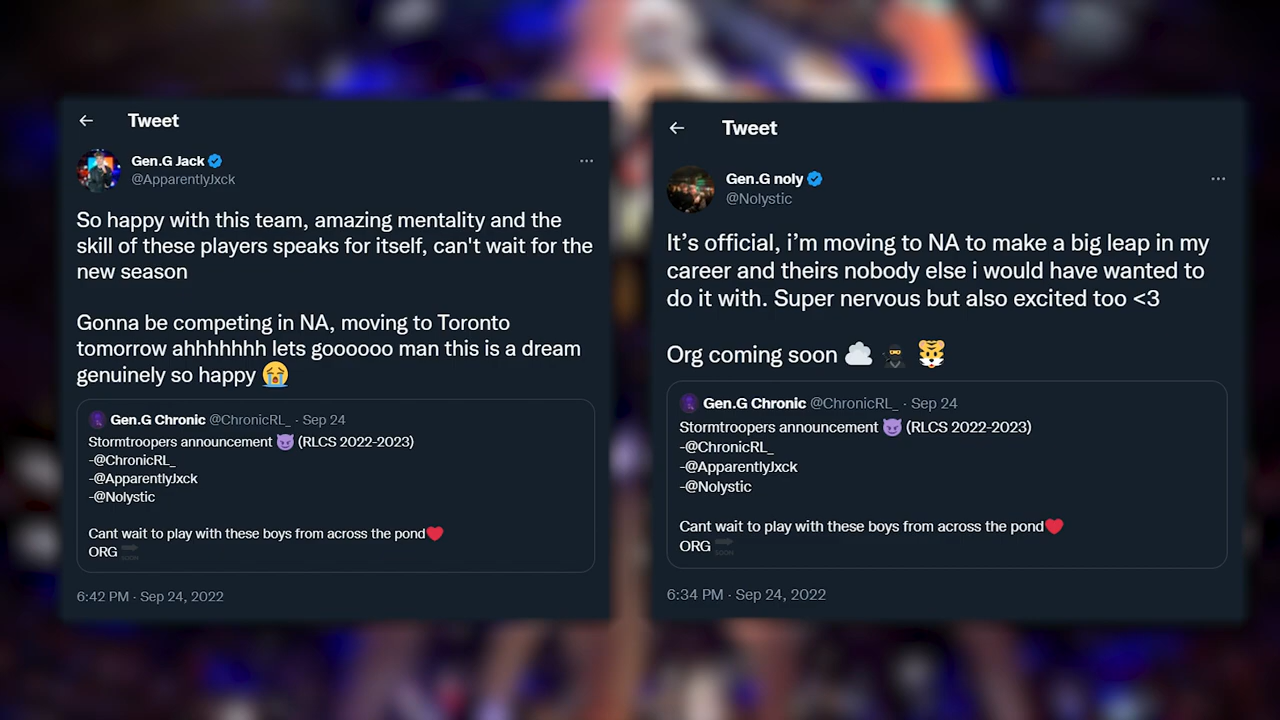 Tweet
Gen.G Jack
@ApparentlyJxck
So happy with this team, amazing mentality and the
skill of these players speaks for itself, can't wait for the
new season
Gonna be competing in NA, moving to Toronto
tomorrow ahhhhhhh lets goooooo man this is a dream
genuinely so happy 😭
Gen.G Chronic @ChronicRL_ · Sep 24
Stormtroopers announcement 😈 (RLCS 2022-2023)
-@ChronicRL_
-@ApparentlyJxck
-@Nolystic
Cant wait to play with these boys from across the pond❤️
ORG 🔜
6:42 PM · Sep 24, 2022
Tweet
Gen.G noly
@Nolystic
It’s official, i’m moving to NA to make a big leap in my
career and theirs nobody else i would have wanted to
do it with. Super nervous but also excited too <3
Org coming soon ☁️ 🥷 🐯
Gen.G Chronic @ChronicRL_ · Sep 24
Stormtroopers announcement 😈 (RLCS 2022-2023)
-@ChronicRL_
-@ApparentlyJxck
-@Nolystic
Cant wait to play with these boys from across the pond❤️
ORG 🔜
6:34 PM · Sep 24, 2022